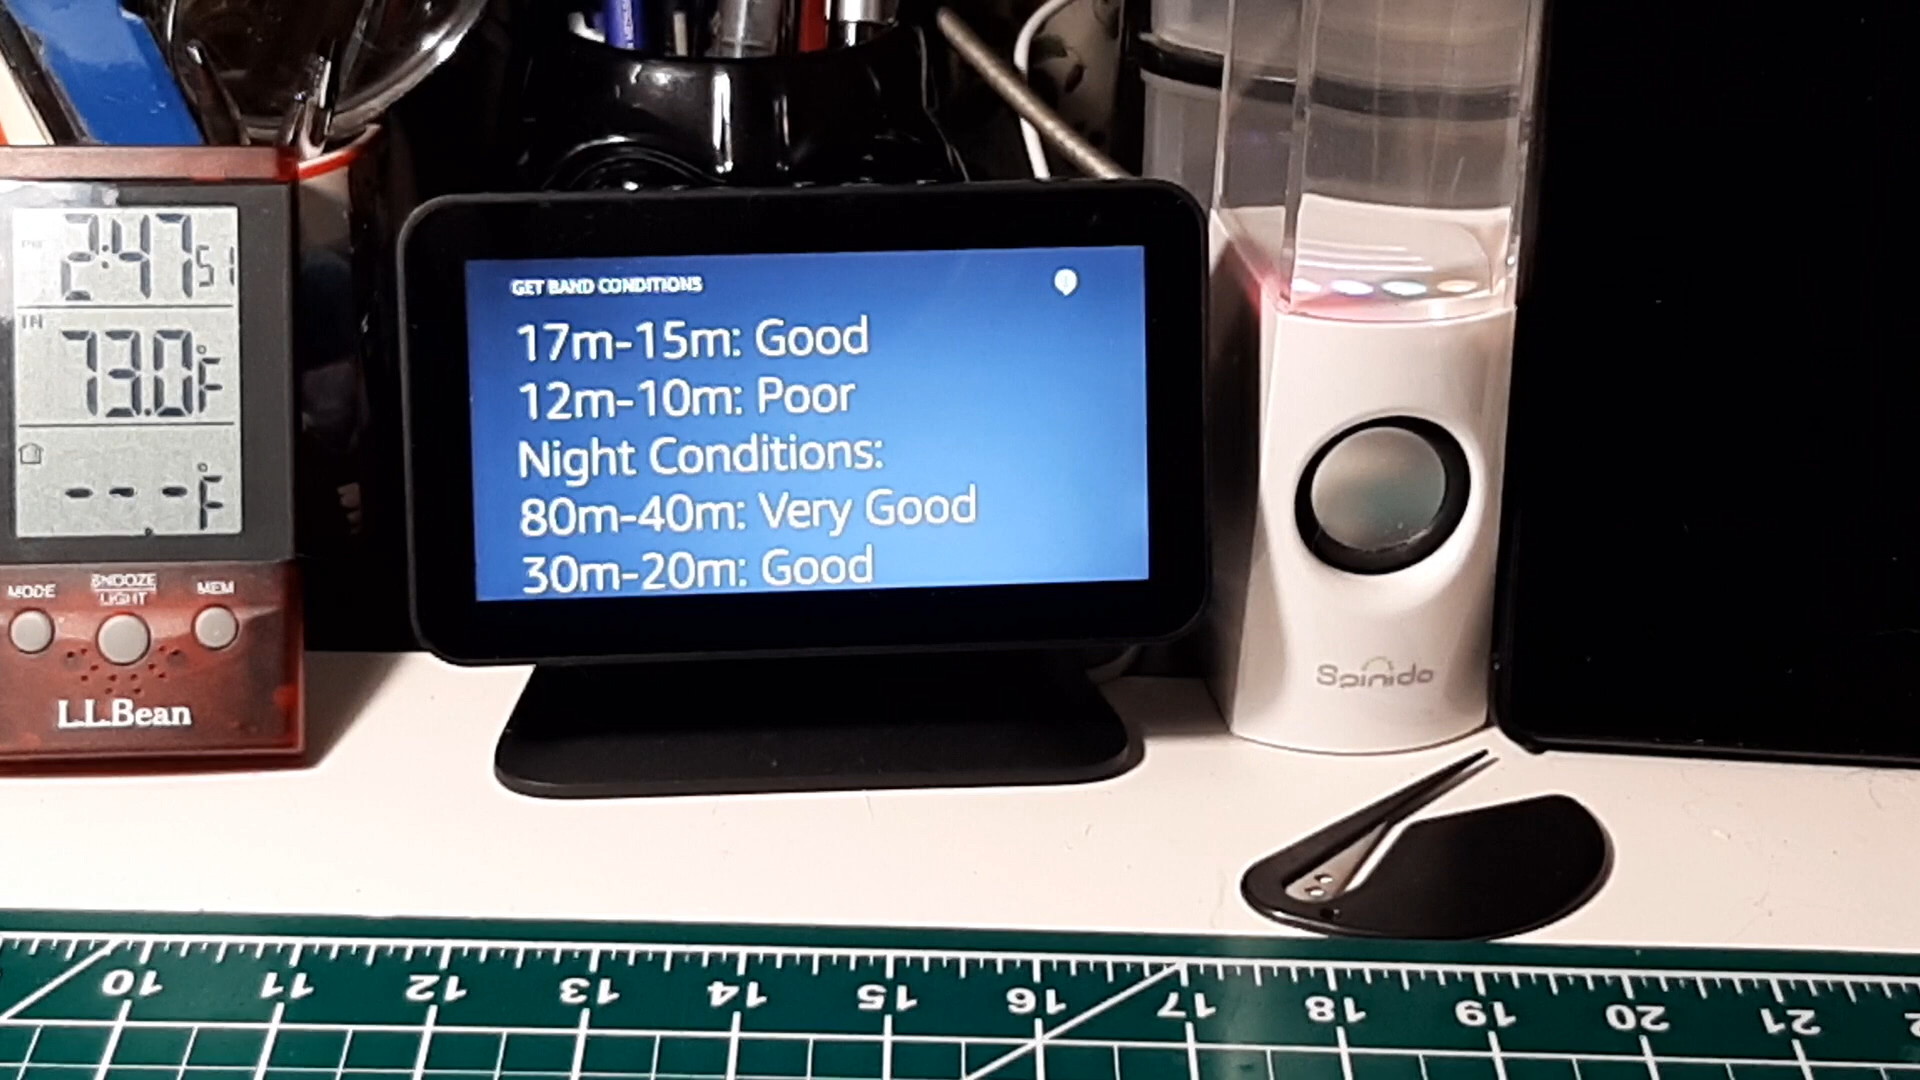 PM 2:47 51
IN
73.0°F
- - - °F
MODE
SNOOZE
LIGHT
MEM
L.L.Bean
GET BAND CONDITIONS
17m-15m: Good
12m-10m: Poor
Night Conditions:
80m-40m: Very Good
30m-20m: Good
Spinido
10 11 12 13 14 15 16 17 18 19 20 21